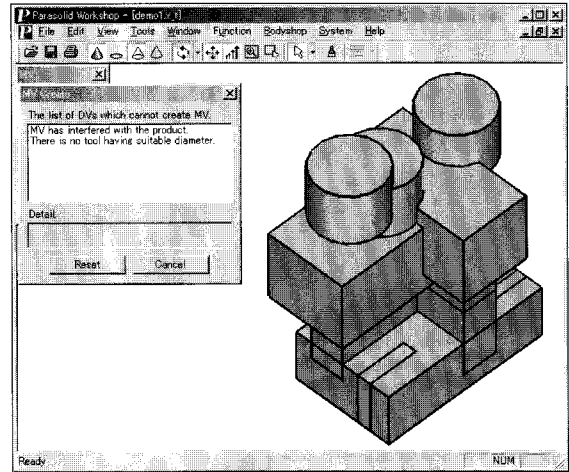 Parasolid Workshop - [demo1.x_t]
File Edit View Tools Window Function Bodyshop System Help
The list of DVs which cannot create MV.
MV has interfered with the product.
There is no tool having suitable diameter.
Detail
Reset Cancel
Ready NUM